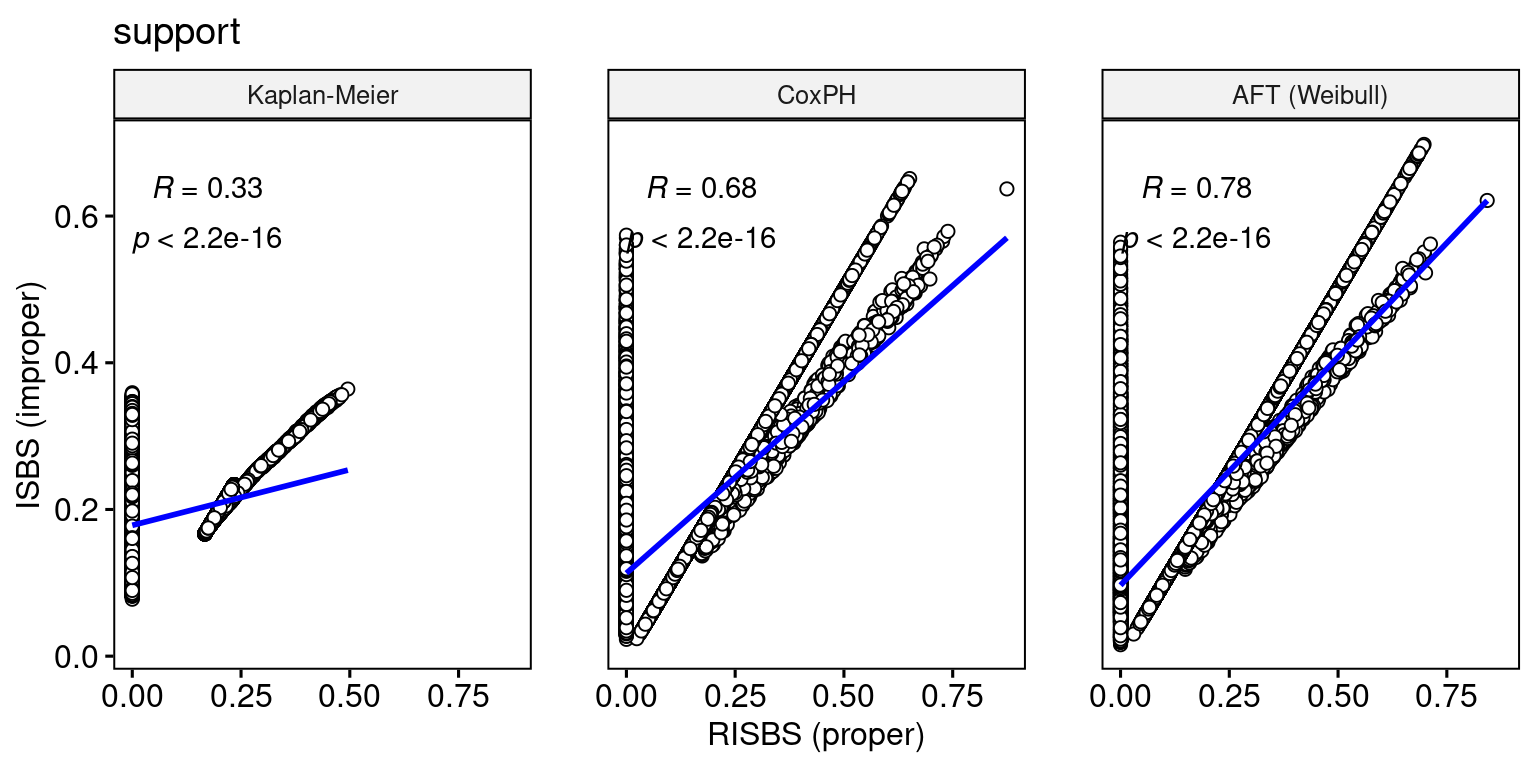 support
Kaplan-Meier
CoxPH
AFT (Weibull)
R = 0.33
p < 2.2e-16
R = 0.68
p < 2.2e-16
R = 0.78
p < 2.2e-16
ISBS (improper)
0.6
0.4
0.2
0.0
0.00 0.25 0.50 0.75
0.00 0.25 0.50 0.75
0.00 0.25 0.50 0.75
RISBS (proper)